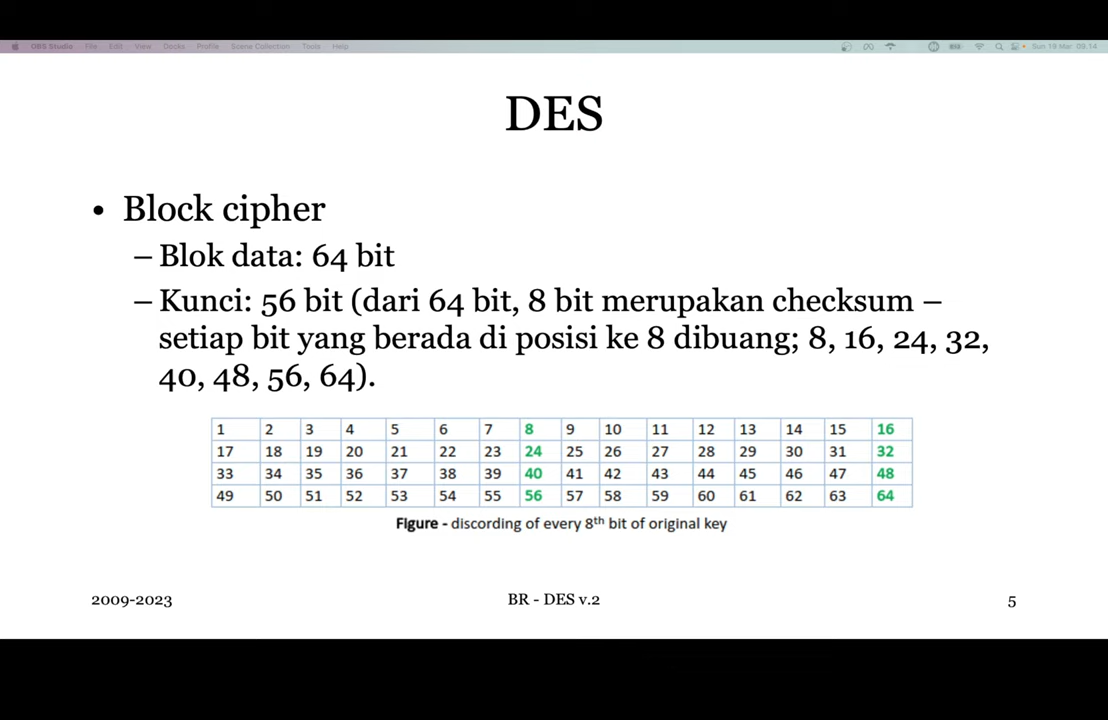 OBS Studio File Edit View Docks Profile Scene Collection Tools Help Sun 19 Mar 09.14
DES
• Block cipher
– Blok data: 64 bit
– Kunci: 56 bit (dari 64 bit, 8 bit merupakan checksum –
setiap bit yang berada di posisi ke 8 dibuang; 8, 16, 24, 32,
40, 48, 56, 64).
1 2 3 4 5 6 7 8 9 10 11 12 13 14 15 16
17 18 19 20 21 22 23 24 25 26 27 28 29 30 31 32
33 34 35 36 37 38 39 40 41 42 43 44 45 46 47 48
49 50 51 52 53 54 55 56 57 58 59 60 61 62 63 64
Figure - discording of every 8th bit of original key
2009-2023 BR - DES v.2 5